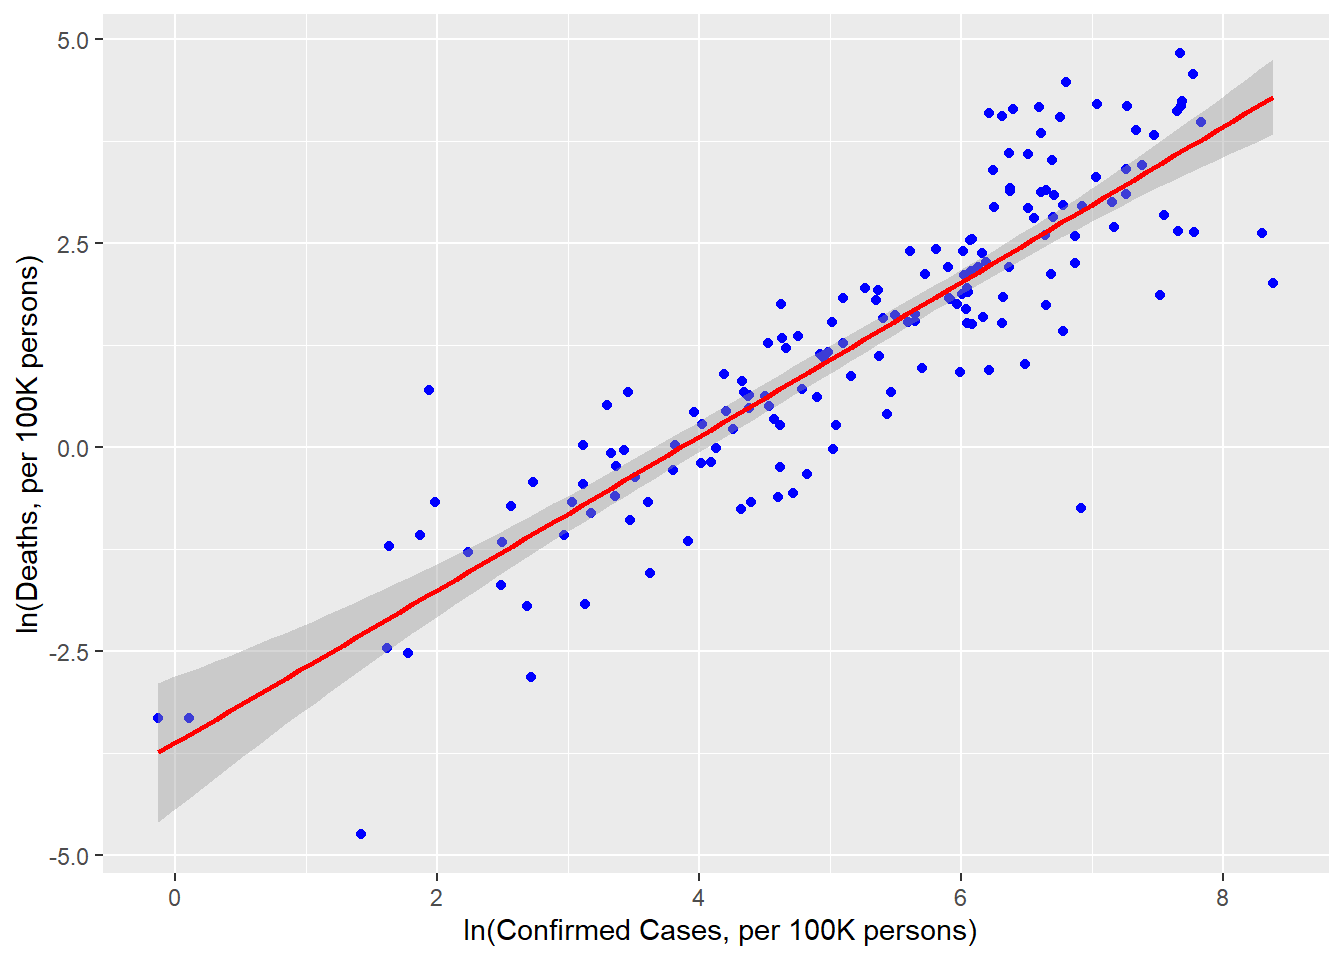 5.0
2.5
0.0
-2.5
-5.0
ln(Deaths, per 100K persons)
0 2 4 6 8
ln(Confirmed Cases, per 100K persons)